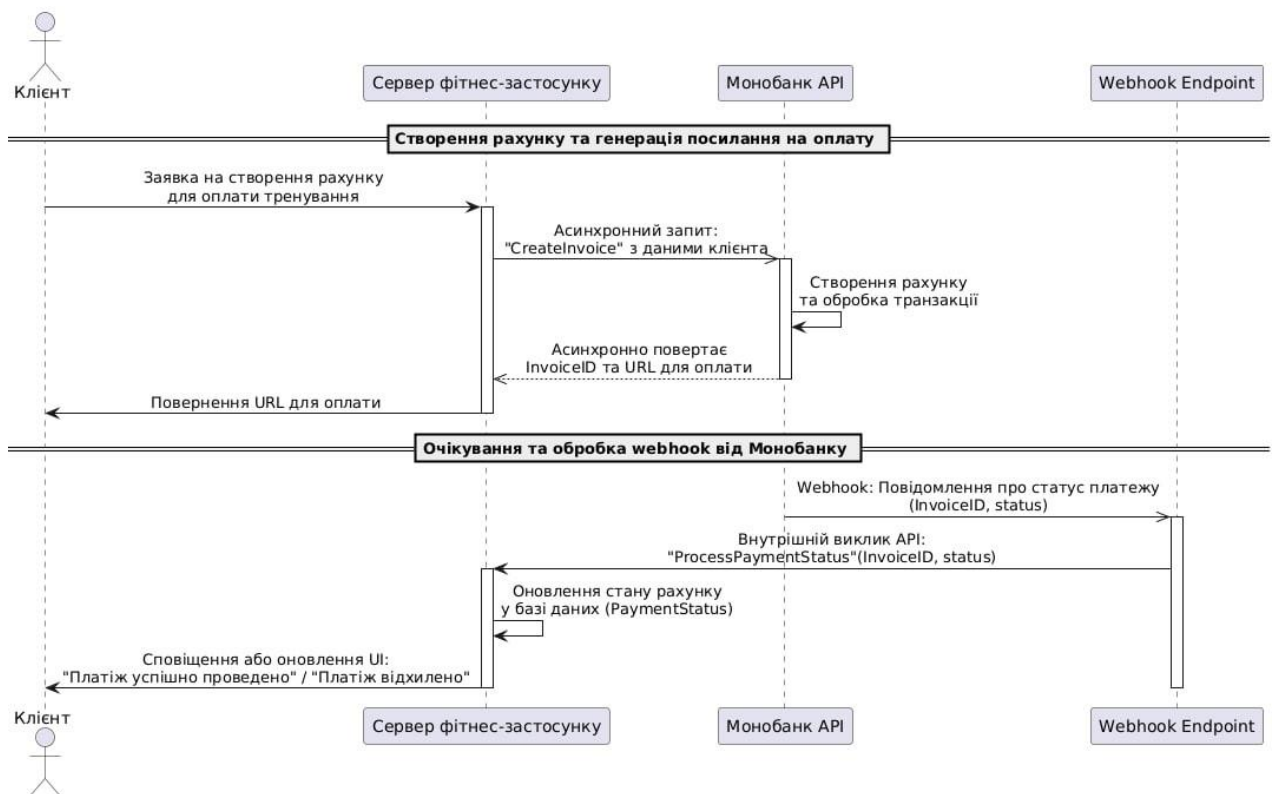 Клієнт
Сервер фітнес-застосунку
Монобанк API
Webhook Endpoint
Створення рахунку та генерація посилання на оплату
Заявка на створення рахунку
для оплати тренування
Асинхронний запит:
"CreateInvoice" з даними клієнта
Створення рахунку
та обробка транзакції
Асинхронно повертає
InvoiceID та URL для оплати
Повернення URL для оплати
Очікування та обробка webhook від Монобанку
Webhook: Повідомлення про статус платежу
(InvoiceID, status)
Внутрішній виклик API:
"ProcessPaymentStatus"(InvoiceID, status)
Оновлення стану рахунку
у базі даних (PaymentStatus)
Сповіщення або оновлення UI:
"Платіж успішно проведено" / "Платіж відхилено"
Клієнт
Сервер фітнес-застосунку
Монобанк API
Webhook Endpoint